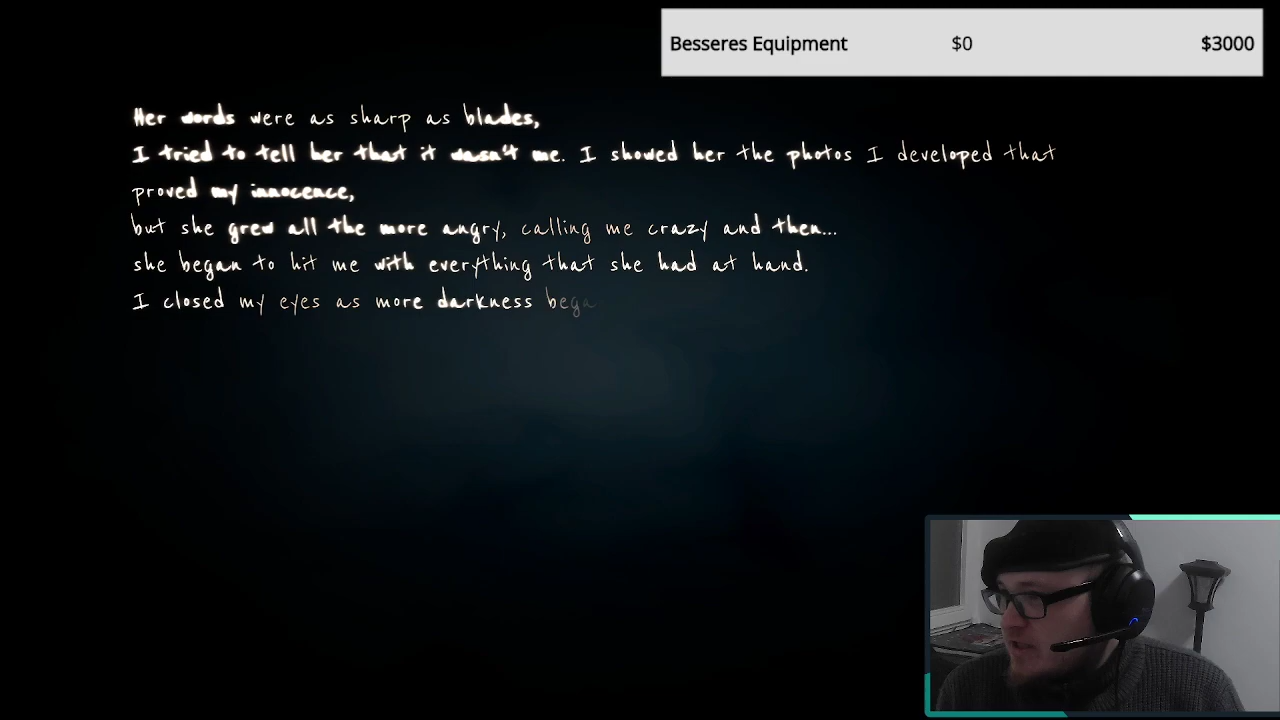 Besseres Equipment $0 $3000
Her words were as sharp as blades,
I tried to tell her that it wasn't me. I showed her the photos I developed that
proved my innocence,
but she grew all the more angry, calling me crazy and then...
she began to hit me with everything that she had at hand.
I closed my eyes as more darkness bega